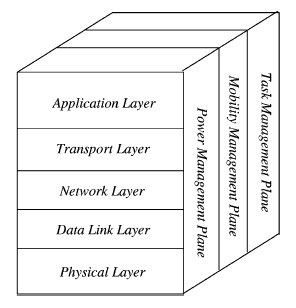 Application Layer
Transport Layer
Network Layer
Data Link Layer
Physical Layer
Power Management Plane
Mobility Management Plane
Task Management Plane